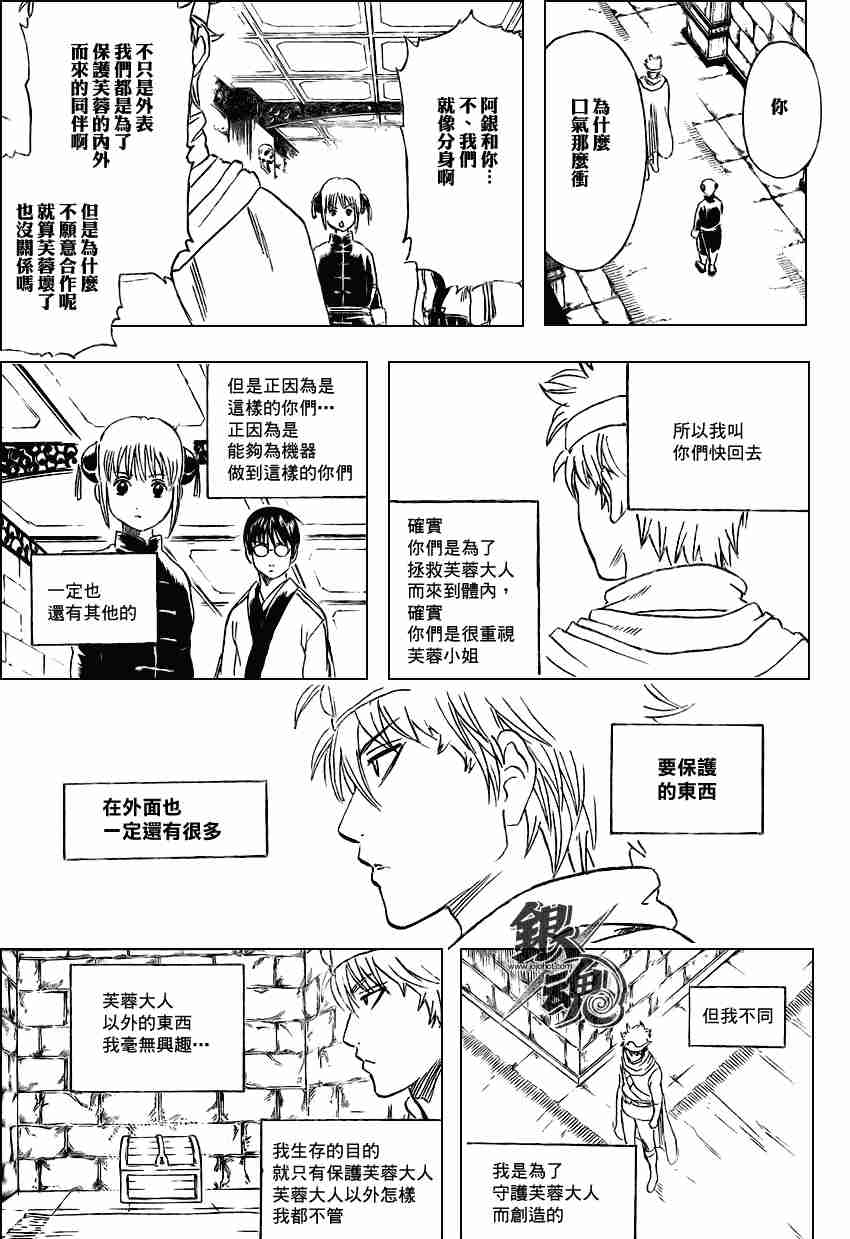 你
為什麼
口氣那麼衝
阿銀和你…
不、我們
就像分身啊
不只是外表
我們都是為了
保護芙蓉的內外
而來的同伴啊
但是為什麼
不願意合作呢
就算芙蓉壞了
也沒關係嗎
所以我叫
你們快回去
確實
你們是為了
拯救芙蓉大人
而來到體內，
確實
你們是很重視
芙蓉小姐
但是正因為是
這樣的你們…
正因為是
能夠為機器
做到這樣的你們
一定也
還有其他的
要保護
的東西
在外面也
一定還有很多
銀魂
www.jojohot.com
但我不同
我是為了
守護芙蓉大人
而創造的
芙蓉大人
以外的東西
我毫無興趣…
我生存的目的
就只有保護芙蓉大人
芙蓉大人以外怎樣
我都不管